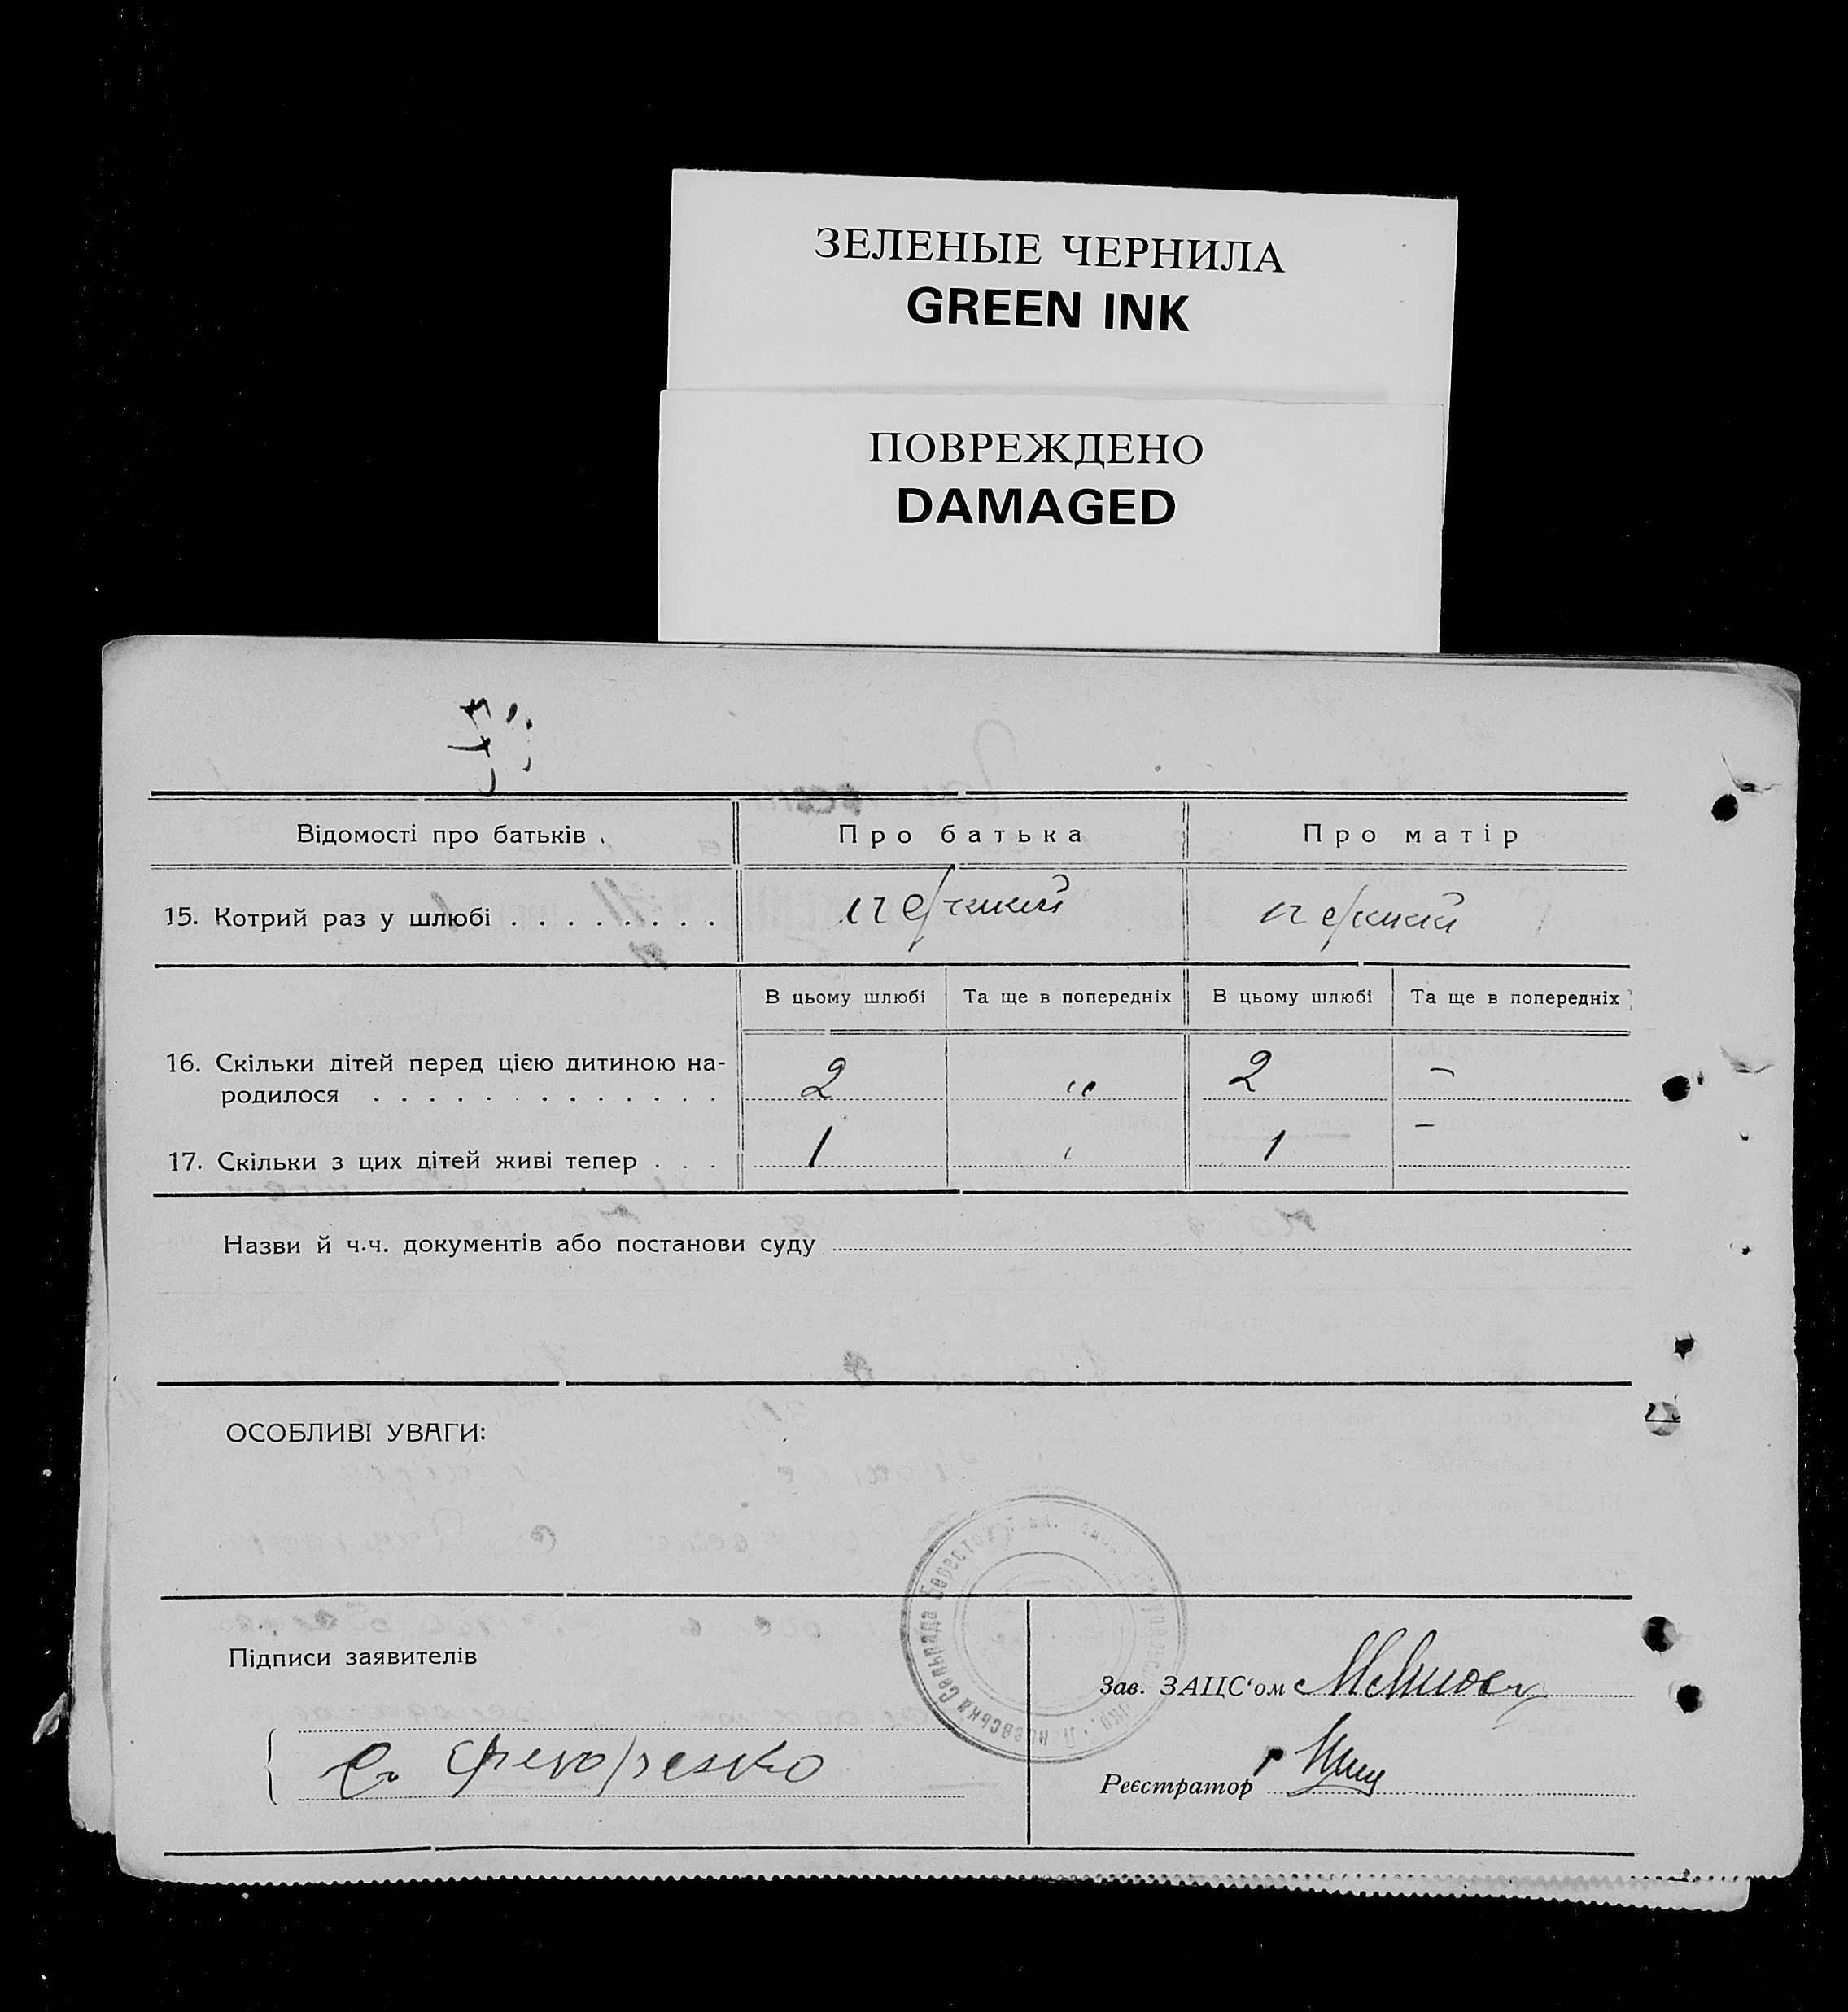 ЗЕЛЕНЫЕ ЧЕРНИЛА
GREEN INK
ПОВРЕЖДЕНО
DAMAGED
Відомості про батьків
Про батька
Про матір
15. Котрий раз у шлюбі . . . . . . . .
В цьому шлюбі
Та ще в попередніх
В цьому шлюбі
Та ще в попередніх
16. Скільки дітей перед цією дитиною на-
родилося . . . . . . . . . . . . .
2 „ 2 –
17. Скільки з цих дітей живі тепер . . .
1 1 –
Назви й ч.ч. документів або постанови суду
ОСОБЛИВІ УВАГИ:
Сельрада
Підписи заявителів
Зав. ЗАЦС‘ом
Реєстратор